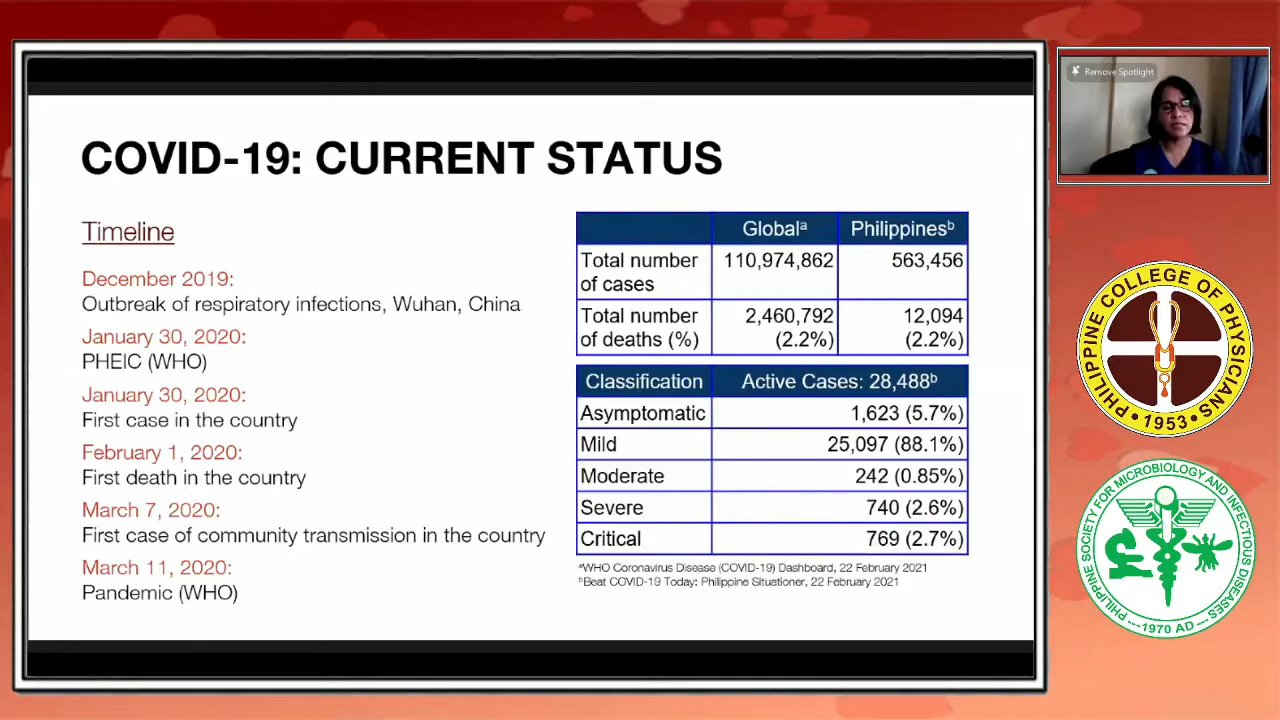 COVID-19: CURRENT STATUS
Timeline
December 2019:
Outbreak of respiratory infections, Wuhan, China
January 30, 2020:
PHEIC (WHO)
January 30, 2020:
First case in the country
February 1, 2020:
First death in the country
March 7, 2020:
First case of community transmission in the country
March 11, 2020:
Pandemic (WHO)
Globalᵃ Philippinesᵇ
Total number of cases 110,974,862 563,456
Total number of deaths (%) 2,460,792 (2.2%) 12,094 (2.2%)
Classification Active Cases: 28,488ᵇ
Asymptomatic 1,623 (5.7%)
Mild 25,097 (88.1%)
Moderate 242 (0.85%)
Severe 740 (2.6%)
Critical 769 (2.7%)
ᵃWHO Coronavirus Disease (COVID-19) Dashboard, 22 February 2021
ᵇBeat COVID-19 Today: Philippine Situationer, 22 February 2021
Remove Spotlight
PHILIPPINE COLLEGE OF PHYSICIANS
• 1953 •
PHILIPPINE SOCIETY FOR MICROBIOLOGY AND INFECTIOUS DISEASES
---1970 AD---